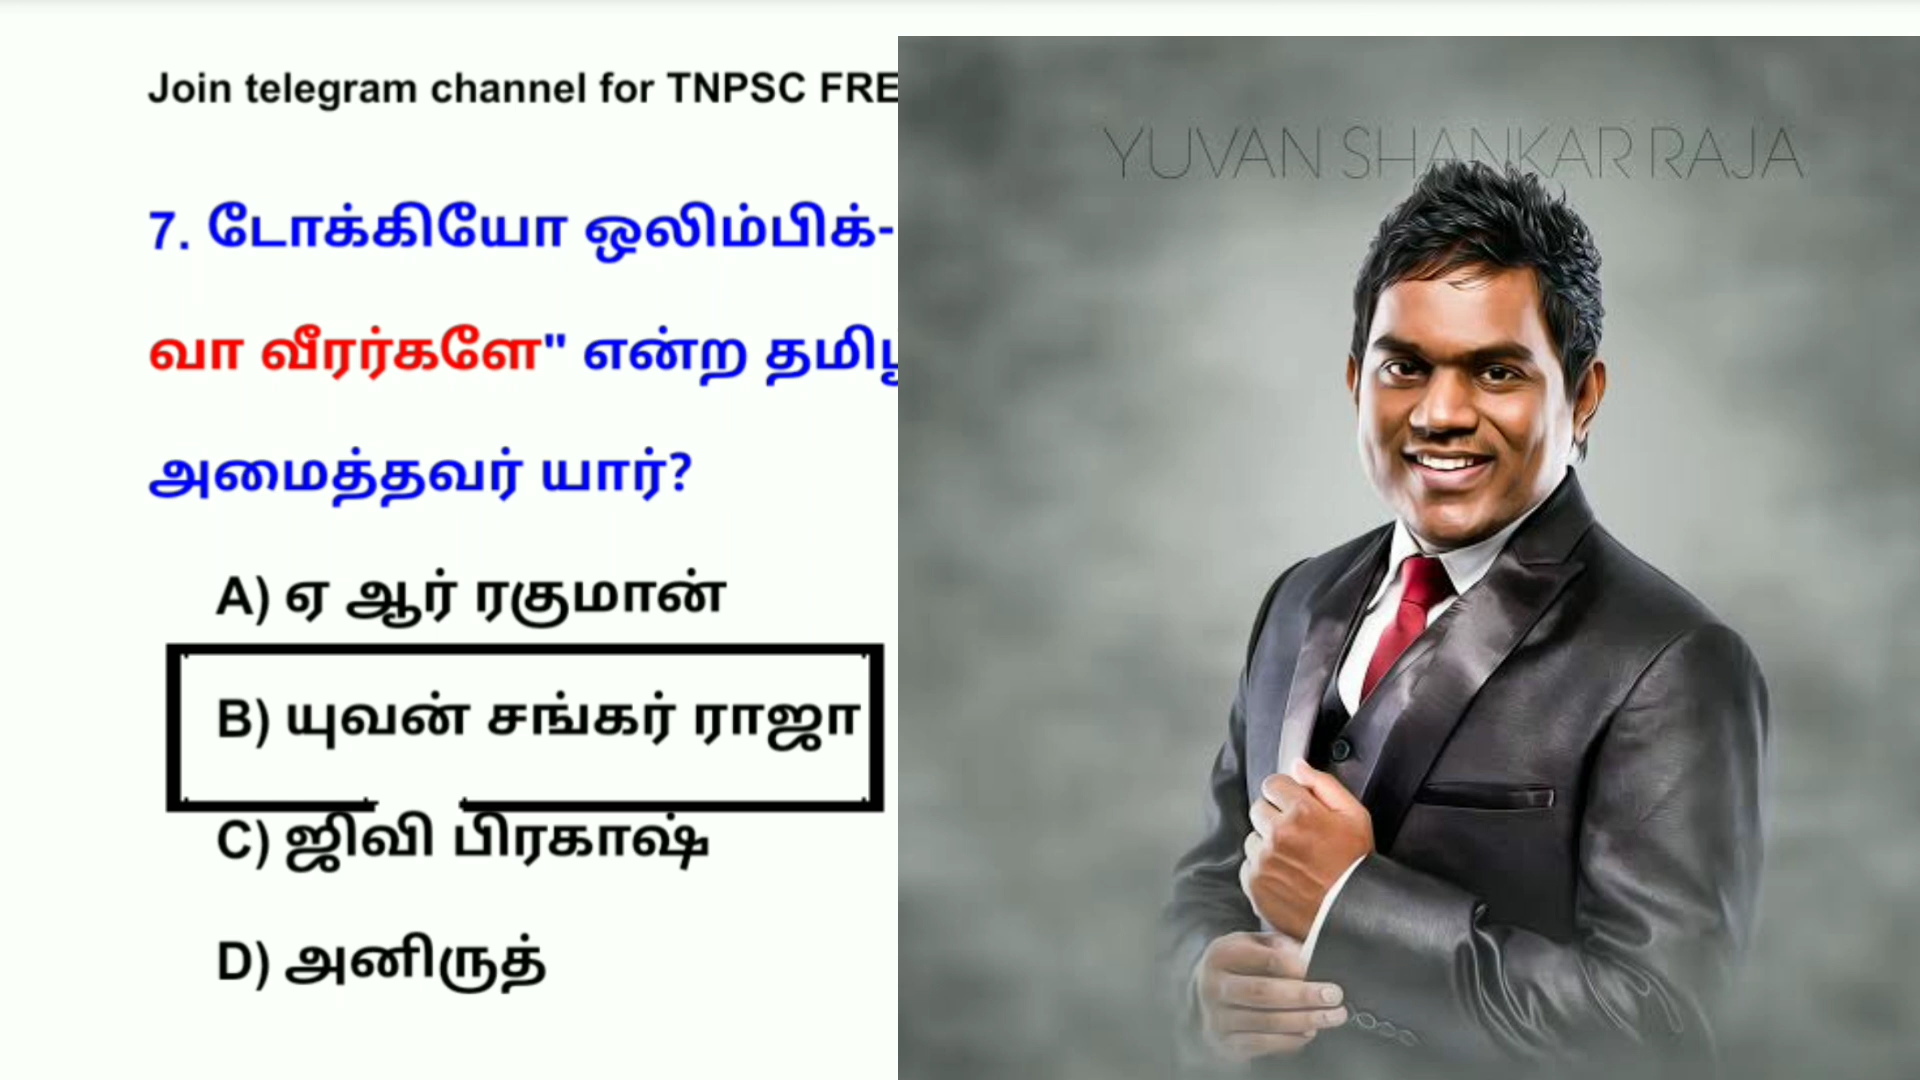 Join telegram channel for TNPSC FRE
YUVAN SHANKAR RAJA
7. டோக்கியோ ஒலிம்பிக்-
வா வீரர்களே" என்ற
அமைத்தவர் யார்?
A) ஏ ஆர் ரகுமான்
B) யுவன் சங்கர் ராஜா
C) ஜிவி பிரகாஷ்
D) அனிருத்